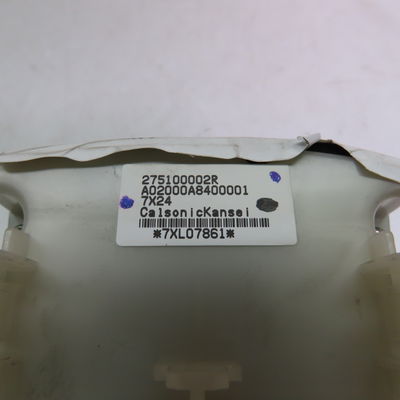 275100002R
A02000A8400001
7X24
CalsonicKansei
*7XL07861*